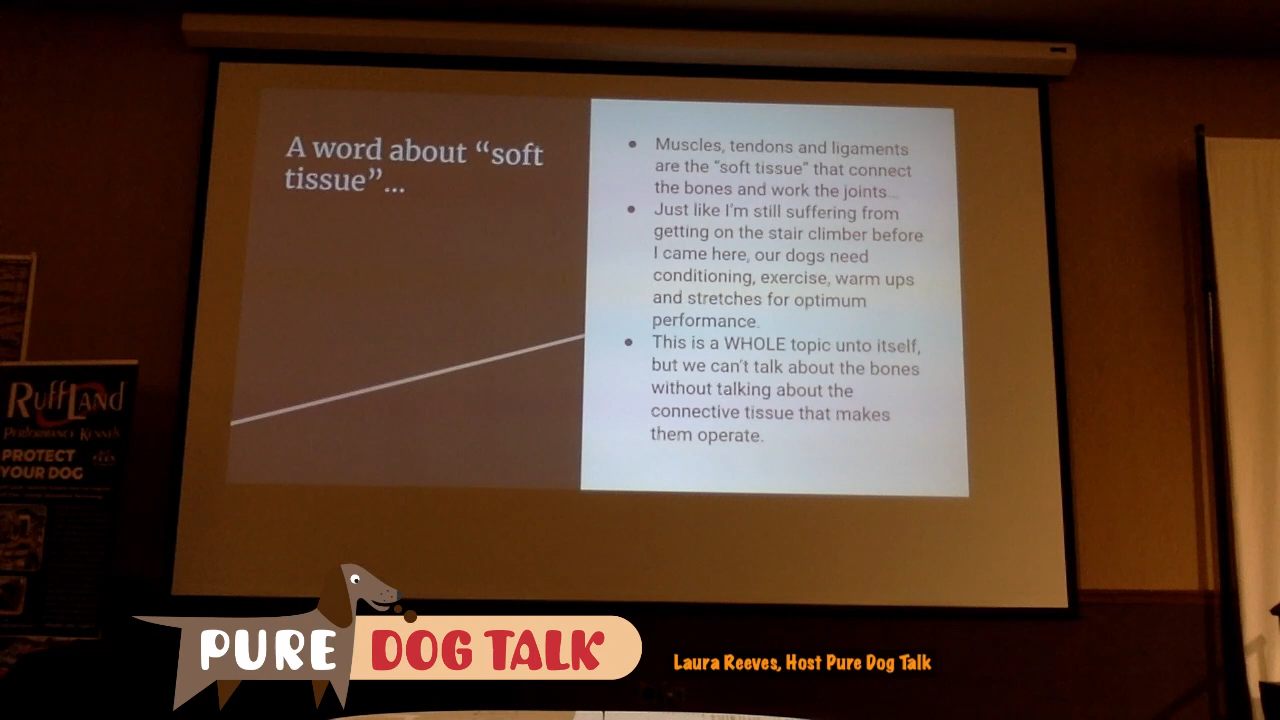 A word about “soft
tissue”...
● Muscles, tendons and ligaments
are the “soft tissue” that connect
the bones and work the joints...
● Just like I'm still suffering from
getting on the stair climber before
I came here, our dogs need
conditioning, exercise, warm ups
and stretches for optimum
performance.
● This is a WHOLE topic unto itself,
but we can't talk about the bones
without talking about the
connective tissue that makes
them operate.
RUFFLAND
PERFORMANCE KENNELS
PROTECT
YOUR DOG
PURE DOG TALK
Laura Reeves, Host Pure Dog Talk